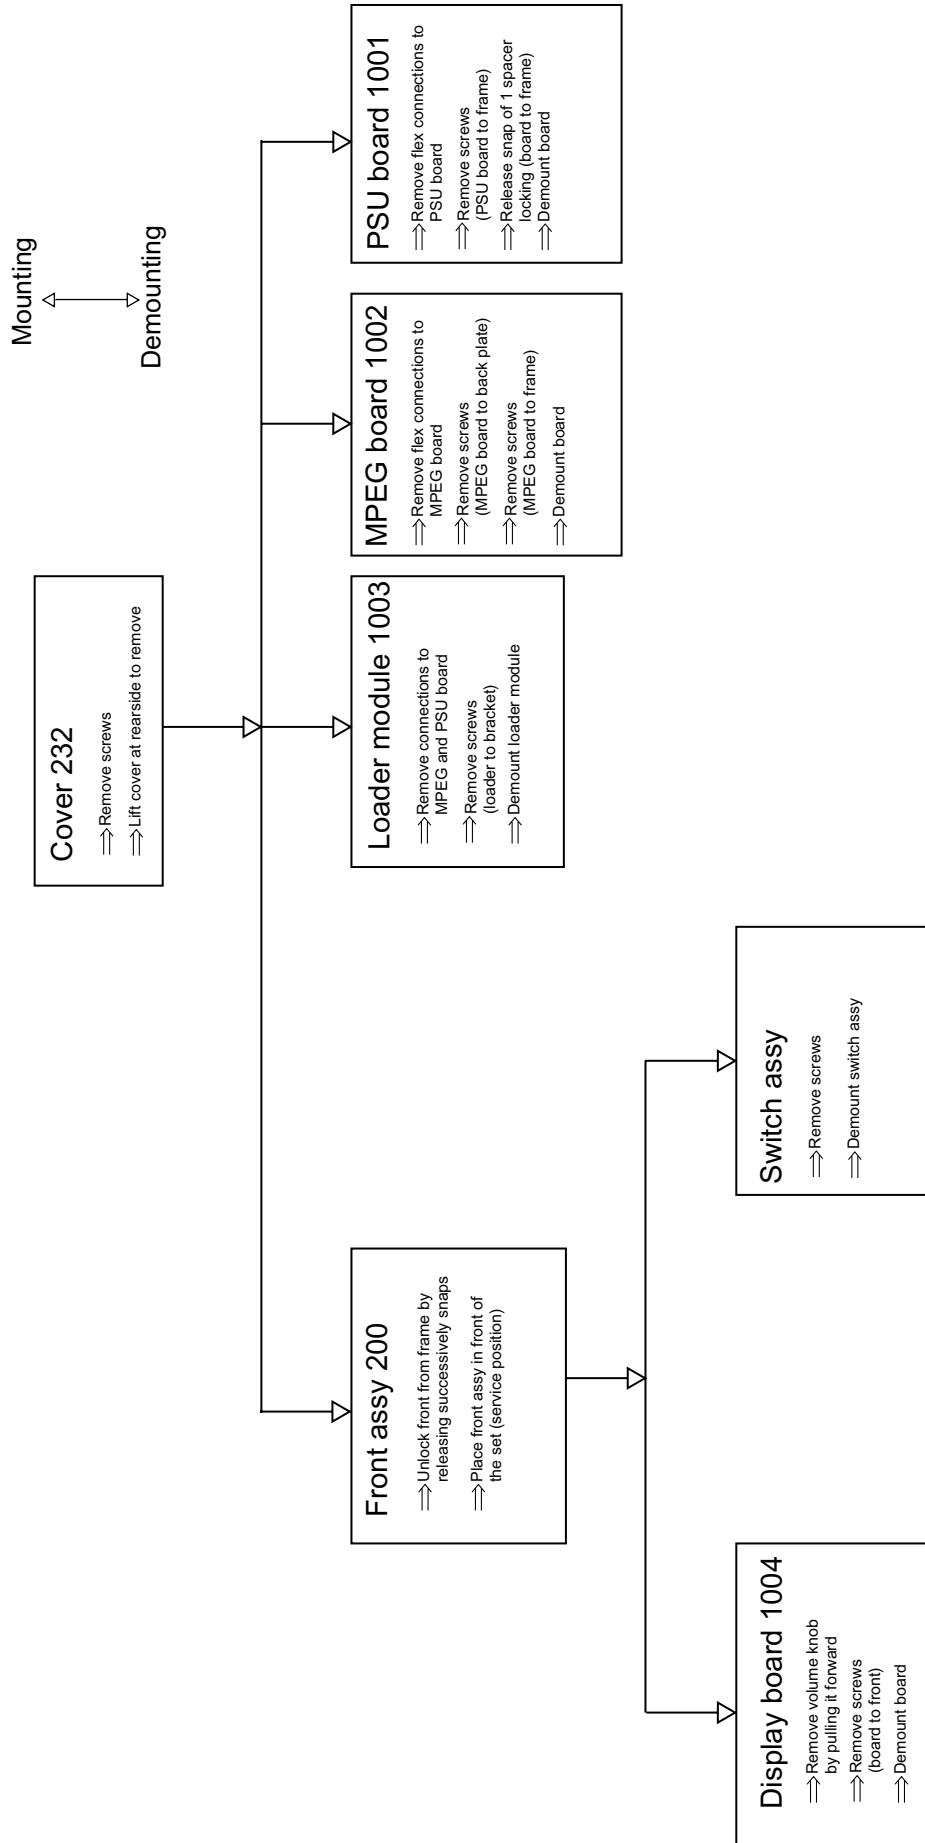 Mounting
Demounting
Cover 232
⇒Remove screws
⇒Lift cover at rearside to remove
Front assy 200
⇒Unlock front from frame by
releasing successively snaps
⇒Place front assy in front of
the set (service position)
Loader module 1003
⇒Remove connections to
MPEG and PSU board
⇒Remove screws
(loader to bracket)
⇒Demount loader module
MPEG board 1002
⇒Remove flex connections to
MPEG board
⇒Remove screws
(MPEG board to back plate)
⇒Remove screws
(MPEG board to frame)
⇒Demount board
PSU board 1001
⇒Remove flex connections to
PSU board
⇒Remove screws
(PSU board to frame)
⇒Release snap of 1 spacer
locking (board to frame)
⇒Demount board
Display board 1004
⇒Remove volume knob
by pulling it forward
⇒Remove screws
(board to front)
⇒Demount board
Switch assy
⇒Remove screws
⇒Demount switch assy